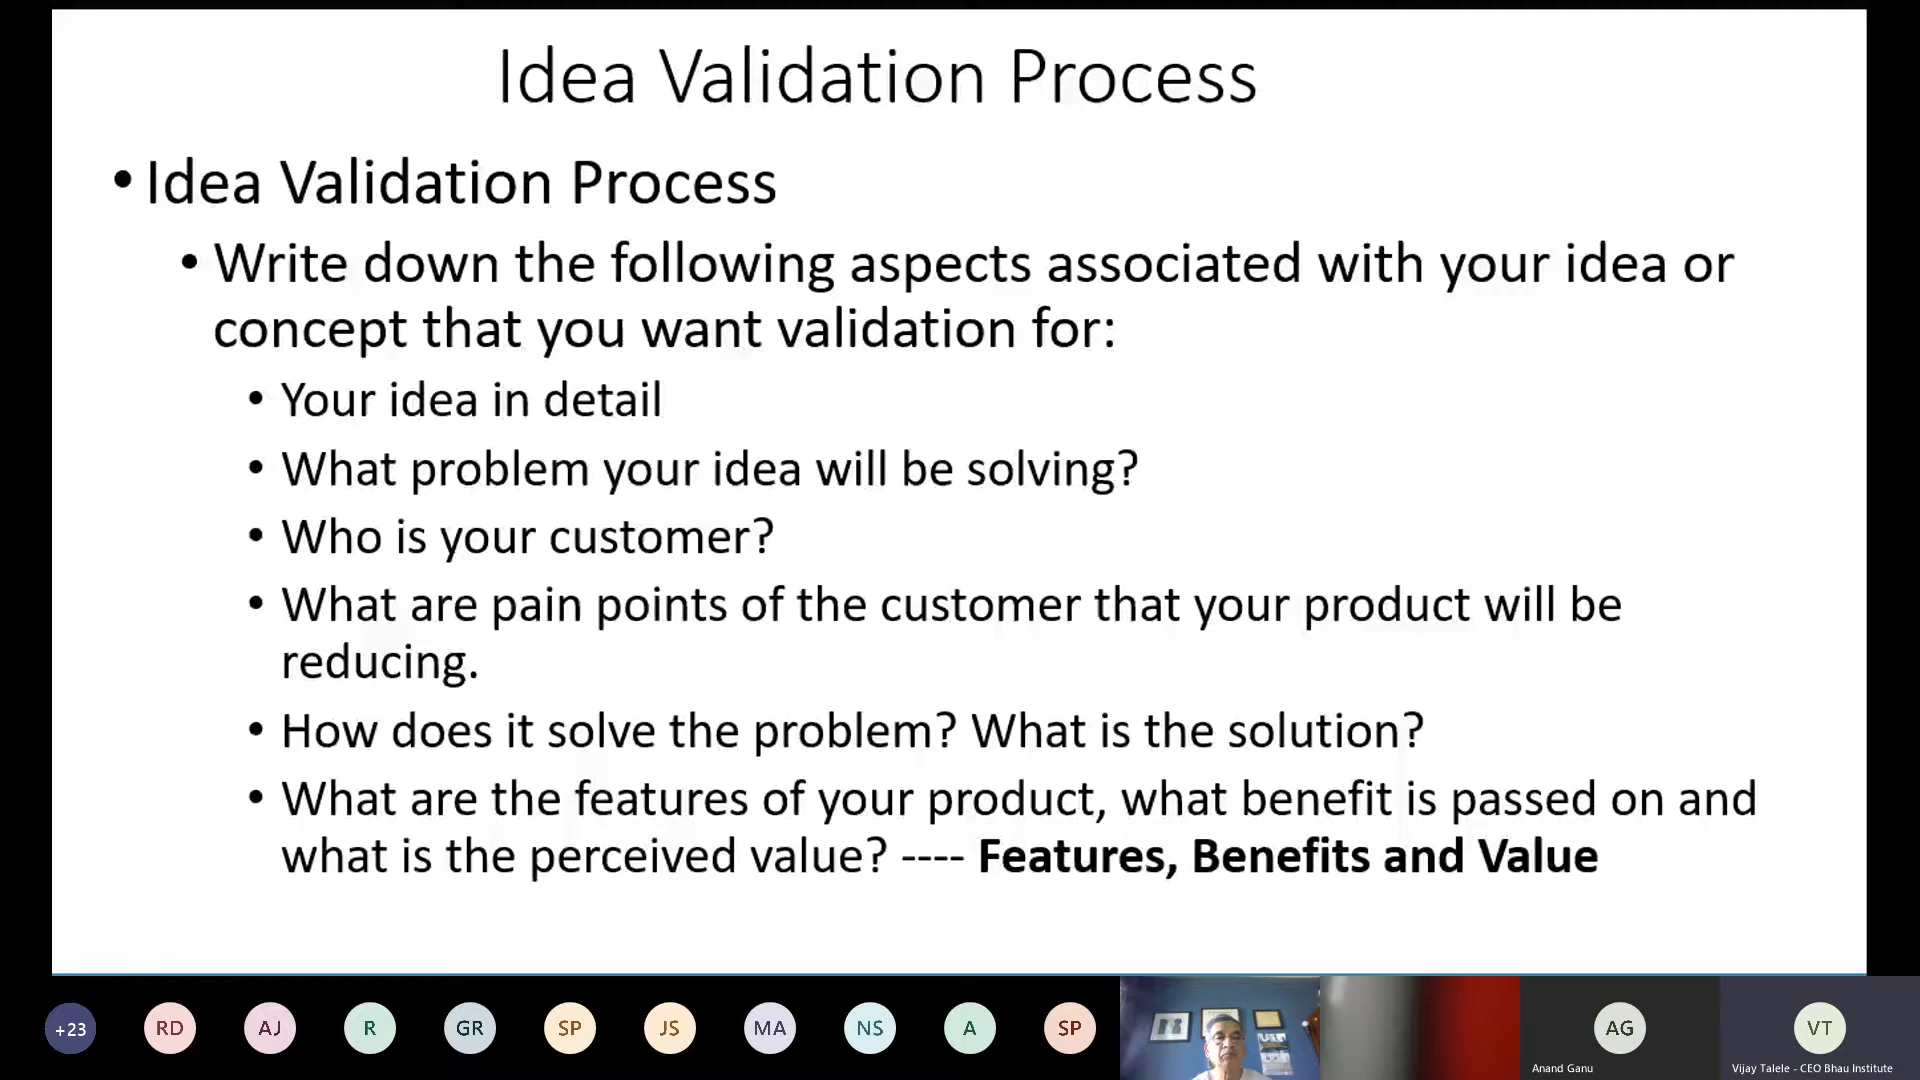 Idea Validation Process
• Idea Validation Process
• Write down the following aspects associated with your idea or
concept that you want validation for:
• Your idea in detail
• What problem your idea will be solving?
• Who is your customer?
• What are pain points of the customer that your product will be
reducing.
• How does it solve the problem? What is the solution?
• What are the features of your product, what benefit is passed on and
what is the perceived value? ---- Features, Benefits and Value
+23 RD AJ R GR SP JS MA NS A SP AG VT
Anand Ganu Vijay Talele - CEO Bhau Institute